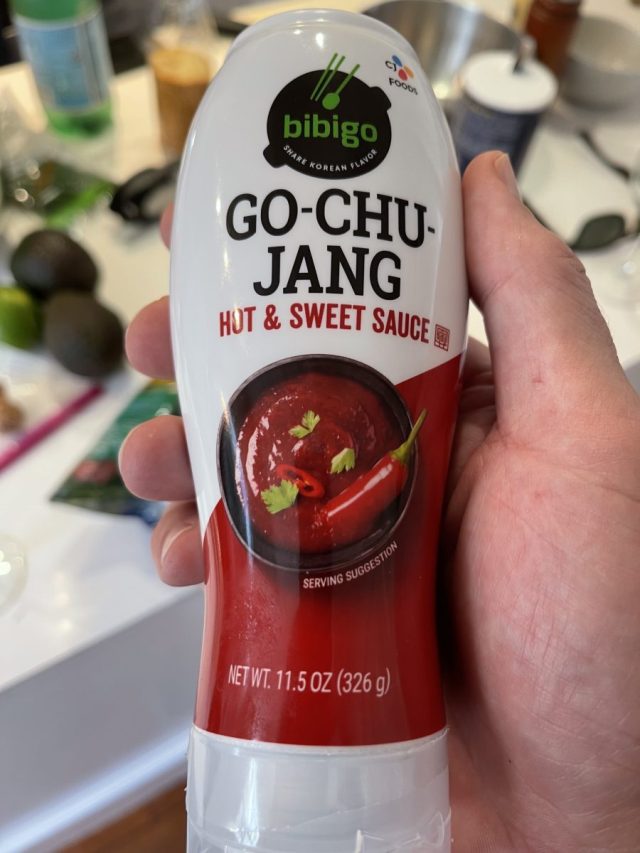 CJ
FOODS
bibigo
SHARE KOREAN FLAVOR
GO-CHU-
JANG
HOT & SWEET SAUCE
SERVING SUGGESTION
NET WT. 11.5 OZ (326 g)